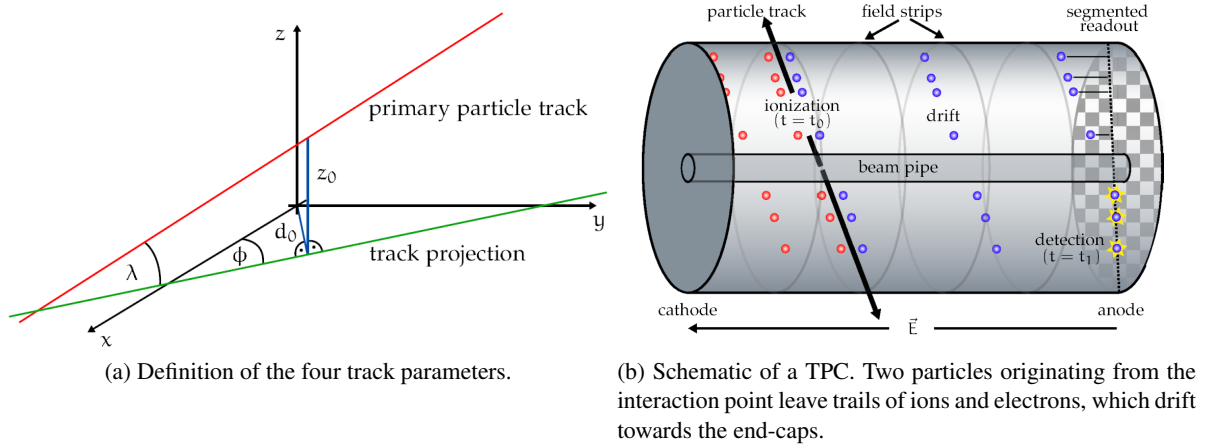 z
primary particle track
z0
y
d0
track projection
ϕ
λ
x
(a) Definition of the four track parameters.
particle track
field strips
segmented
readout
ionization
(t = t0)
drift
beam pipe
detection
(t = t1)
cathode
anode
E⃗
(b) Schematic of a TPC. Two particles originating from the
interaction point leave trails of ions and electrons, which drift
towards the end-caps.